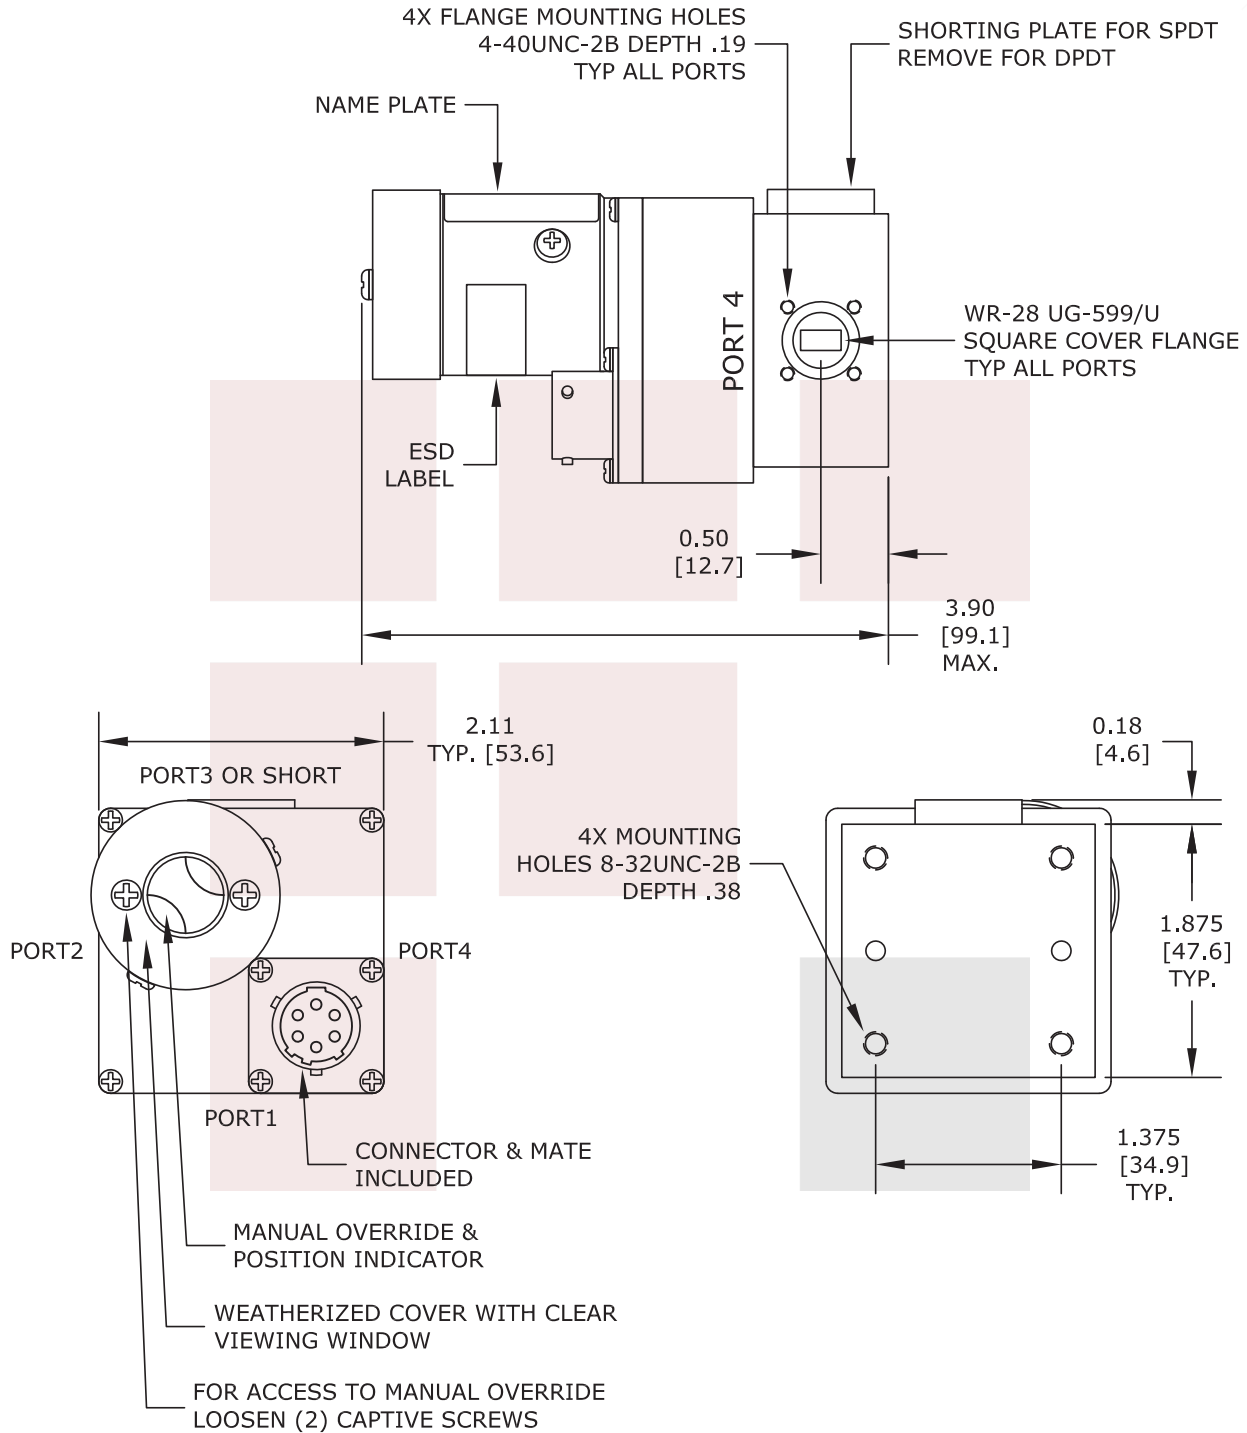 4X FLANGE MOUNTING HOLES
4-40UNC-2B DEPTH .19
TYP ALL PORTS
SHORTING PLATE FOR SPDT
REMOVE FOR DPDT
NAME PLATE
PORT 4
WR-28 UG-599/U
SQUARE COVER FLANGE
TYP ALL PORTS
ESD
LABEL
0.50
[12.7]
3.90
[99.1]
MAX.
2.11
TYP. [53.6]
PORT3 OR SHORT
PORT2
PORT4
PORT1
CONNECTOR & MATE
INCLUDED
MANUAL OVERRIDE &
POSITION INDICATOR
WEATHERIZED COVER WITH CLEAR
VIEWING WINDOW
FOR ACCESS TO MANUAL OVERRIDE
LOOSEN (2) CAPTIVE SCREWS
0.18
[4.6]
4X MOUNTING
HOLES 8-32UNC-2B
DEPTH .38
1.875
[47.6]
TYP.
1.375
[34.9]
TYP.